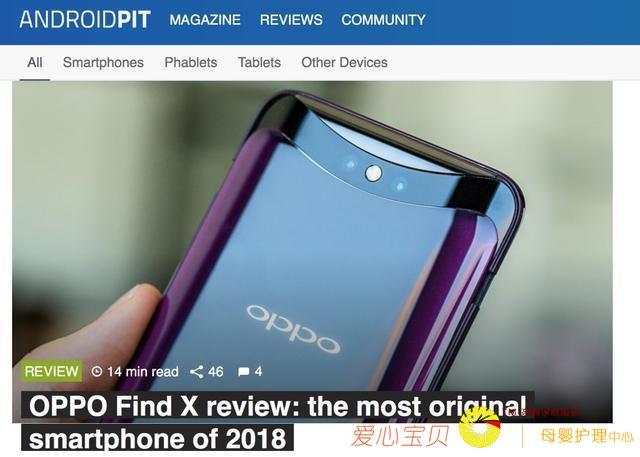 ANDROIDPIT MAGAZINE REVIEWS COMMUNITY
All Smartphones Phablets Tablets Other Devices
oppo
REVIEW 14 min read 46 4
OPPO Find X review: the most original
smartphone of 2018
爱心宝贝 母婴护理中心